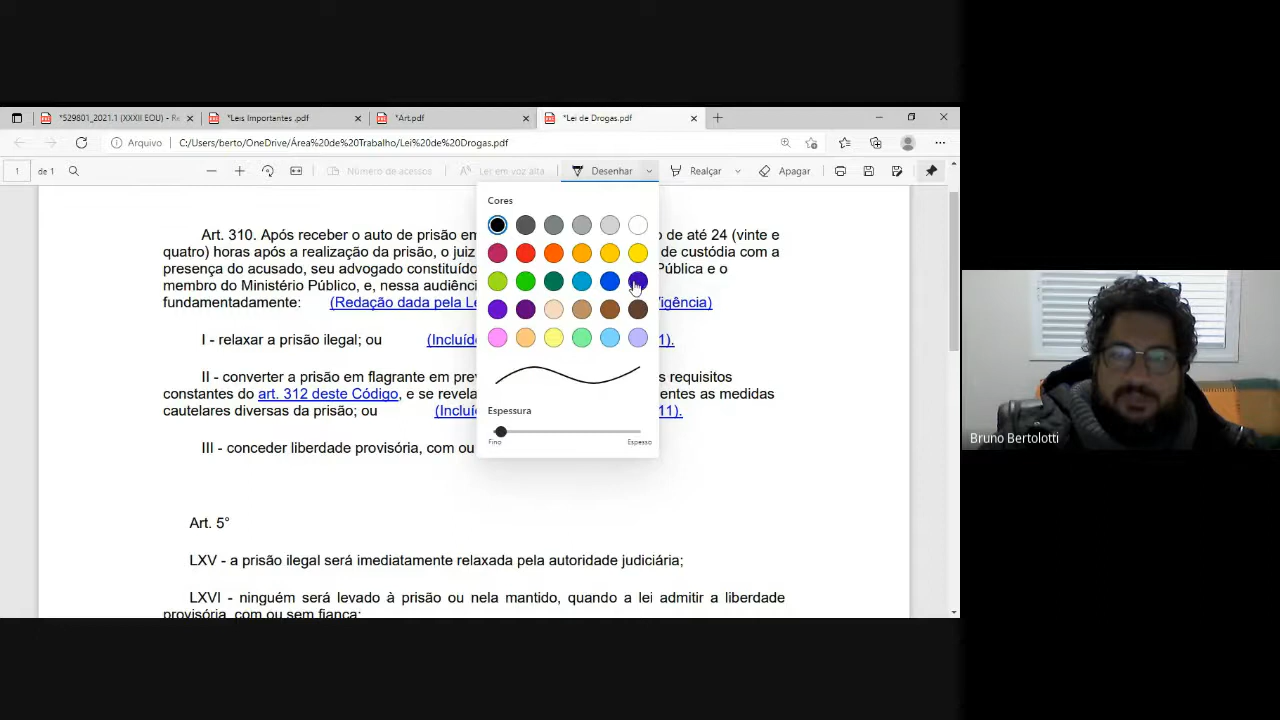 *529801_2021.1 (XXXII EOU) - Re
*Leis Importantes .pdf
*Art.pdf
*Lei de Drogas.pdf
Arquivo
C:/Users/berto/OneDrive/Área%20de%20Trabalho/Lei%20de%20Drogas.pdf
1
de 1
Número de acessos
Ler em voz alta
Desenhar
Realçar
Apagar
Cores
Espessura
Fino
Espesso
Art. 310. Após receber o auto de prisão em de até 24 (vinte e
quatro) horas após a realização da prisão, o juiz de custódia com a
presença do acusado, seu advogado constituído Pública e o
membro do Ministério Público, e, nessa audiência
fundamentadamente: (Redação dada pela Le igência)
I - relaxar a prisão ilegal; ou (Incluíd 1).
II - converter a prisão em flagrante em prev s requisitos
constantes do art. 312 deste Código, e se revela entes as medidas
cautelares diversas da prisão; ou (Incluí 11).
III - conceder liberdade provisória, com ou
Art. 5°
LXV - a prisão ilegal será imediatamente relaxada pela autoridade judiciária;
LXVI - ninguém será levado à prisão ou nela mantido, quando a lei admitir a liberdade
provisória, com ou sem fiança;
Bruno Bertolotti